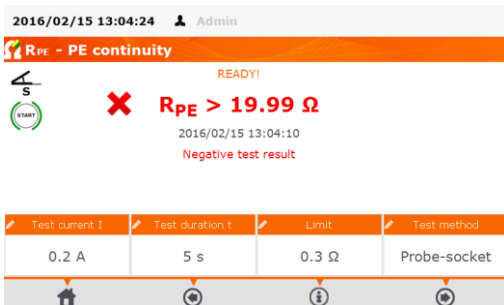 2016/02/15 13:04:24 Admin
RPE - PE continuity
READY!
S
START
RPE > 19.99 Ω
2016/02/15 13:04:10
Negative test result
Test current I Test duration t Limit Test method
0.2 A 5 s 0.3 Ω Probe-socket